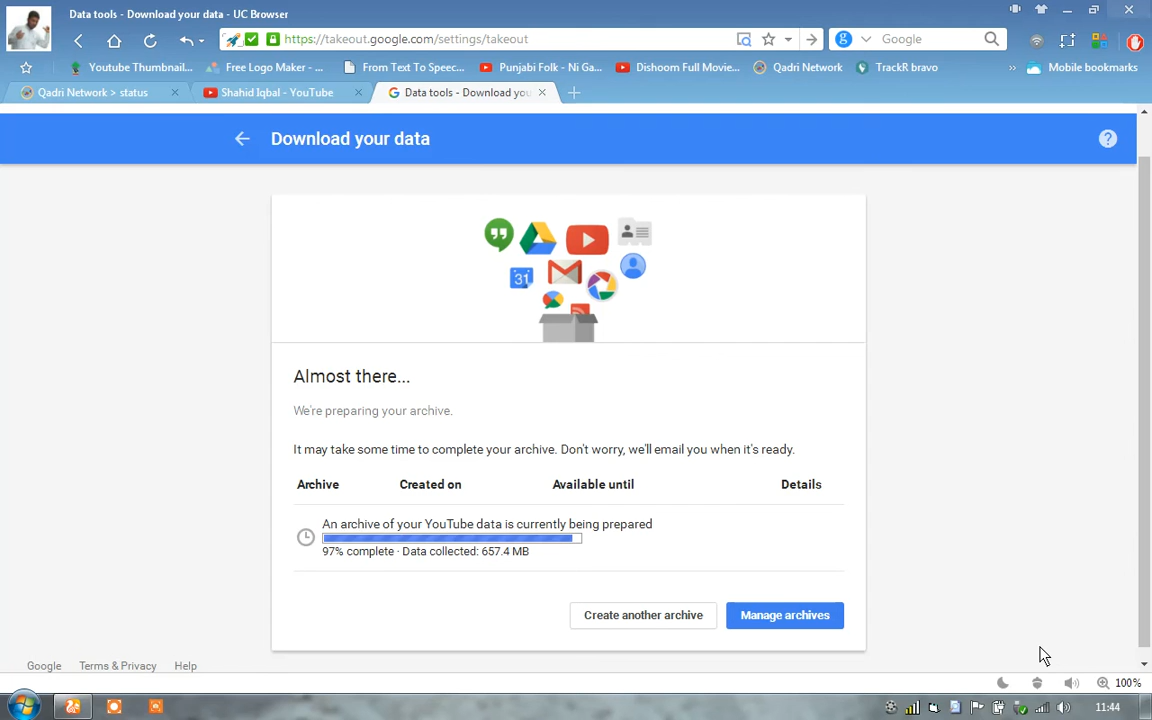 Data tools - Download your data - UC Browser
https://takeout.google.com/settings/takeout
Google
Youtube Thumbnail...
Free Logo Maker - ...
From Text To Speec...
Punjabi Folk - Ni Ga...
Dishoom Full Movie...
Qadri Network
TrackR bravo
»
Mobile bookmarks
Qadri Network > status
Shahid Iqbal - YouTube
Data tools - Download you
Download your data
31
Almost there...
We're preparing your archive.
It may take some time to complete your archive. Don't worry, we'll email you when it's ready.
Archive Created on Available until Details
An archive of your YouTube data is currently being prepared
97% complete · Data collected: 657.4 MB
Create another archive
Manage archives
Google Terms & Privacy Help
100%
11:44